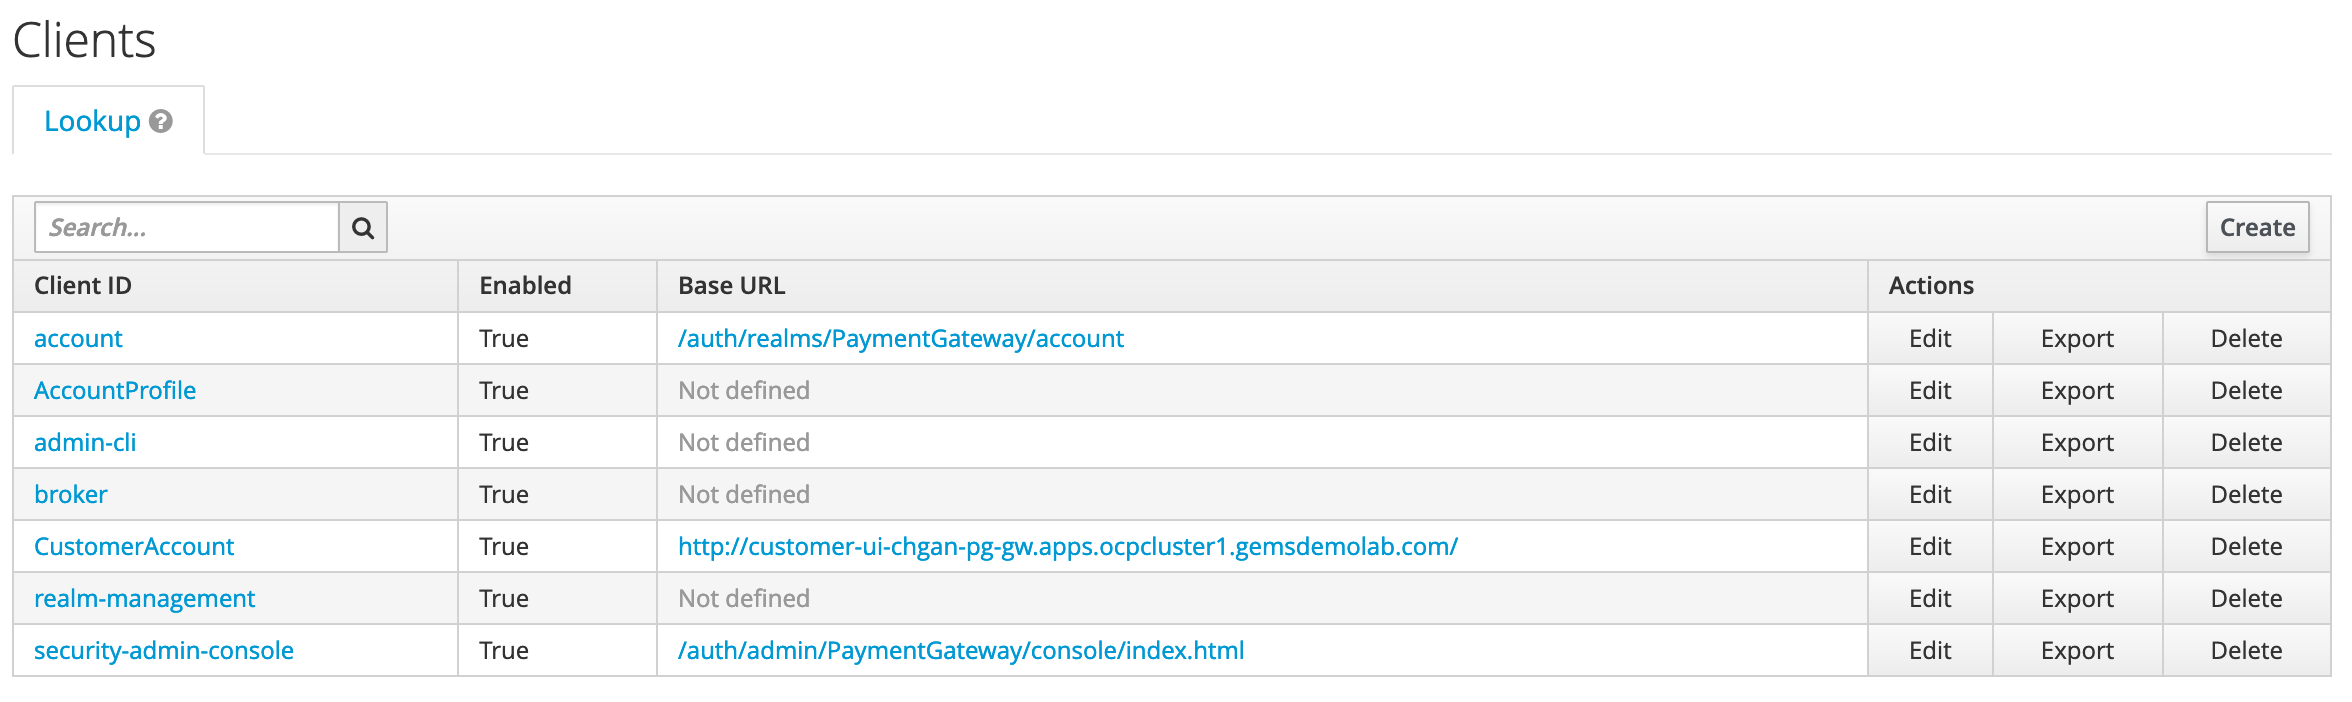 Clients
Lookup ?
Search...
Create
Client ID Enabled Base URL Actions
account True /auth/realms/PaymentGateway/account Edit Export Delete
AccountProfile True Not defined Edit Export Delete
admin-cli True Not defined Edit Export Delete
broker True Not defined Edit Export Delete
CustomerAccount True http://customer-ui-chgan-pg-gw.apps.ocpcluster1.gemsdemolab.com/ Edit Export Delete
realm-management True Not defined Edit Export Delete
security-admin-console True /auth/admin/PaymentGateway/console/index.html Edit Export Delete